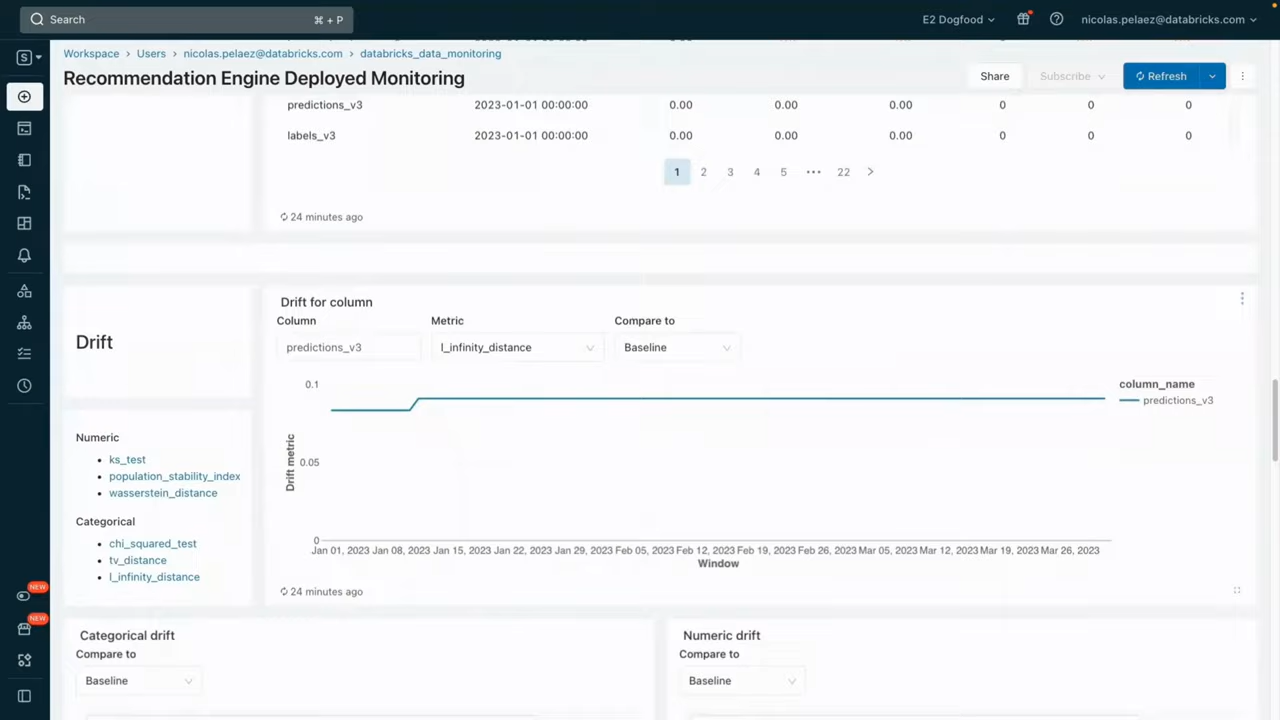 Search ⌘ + P E2 Dogfood nicolas.pelaez@databricks.com
Workspace > Users > nicolas.pelaez@databricks.com > databricks_data_monitoring
Recommendation Engine Deployed Monitoring Share Subscribe Refresh
S
predictions_v3 2023-01-01 00:00:00 0.00 0.00 0.00 0 0 0
labels_v3 2023-01-01 00:00:00 0.00 0.00 0.00 0 0 0
1 2 3 4 5 ••• 22 >
24 minutes ago
Drift
Numeric
• ks_test
• population_stability_index
• wasserstein_distance
Categorical
• chi_squared_test
• tv_distance
• l_infinity_distance
Drift for column
Column Metric Compare to
predictions_v3 l_infinity_distance Baseline
0.1
0.05
0
Drift metric
column_name
predictions_v3
Jan 01, 2023 Jan 08, 2023 Jan 15, 2023 Jan 22, 2023 Jan 29, 2023 Feb 05, 2023 Feb 12, 2023 Feb 19, 2023 Feb 26, 2023 Mar 05, 2023 Mar 12, 2023 Mar 19, 2023 Mar 26, 2023
Window
24 minutes ago
NEW
NEW
Categorical drift
Compare to
Baseline
Numeric drift
Compare to
Baseline